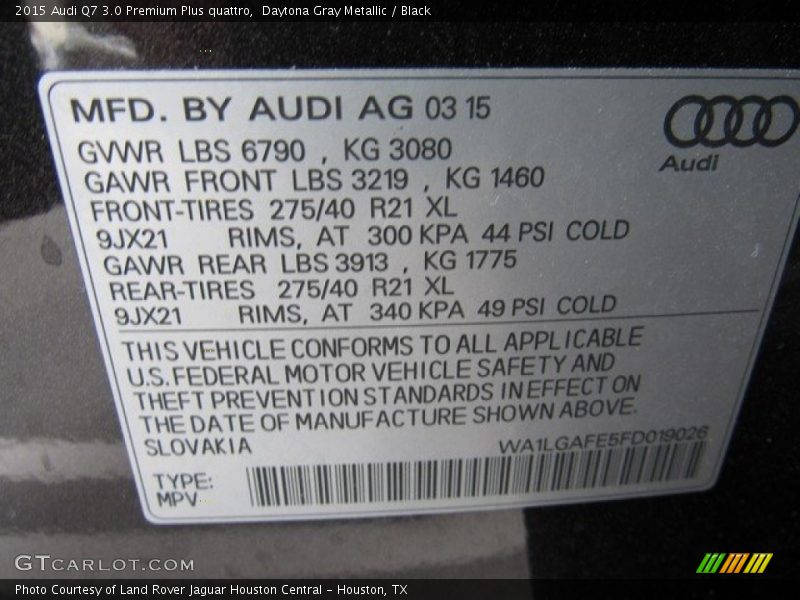 2015 Audi Q7 3.0 Premium Plus quattro, Daytona Gray Metallic / Black
MFD. BY AUDI AG 03 15
Audi
GVWR LBS 6790 , KG 3080
GAWR FRONT LBS 3219 , KG 1460
FRONT-TIRES 275/40 R21 XL
9JX21 RIMS, AT 300 KPA 44 PSI COLD
GAWR REAR LBS 3913 , KG 1775
REAR-TIRES 275/40 R21 XL
9JX21 RIMS, AT 340 KPA 49 PSI COLD
THIS VEHICLE CONFORMS TO ALL APPLICABLE
U.S. FEDERAL MOTOR VEHICLE SAFETY AND
THEFT PREVENTION STANDARDS IN EFFECT ON
THE DATE OF MANUFACTURE SHOWN ABOVE.
SLOVAKIA WA1LGAFE5FD019026
TYPE:
MPV
GTCARLOT.COM
Photo Courtesy of Land Rover Jaguar Houston Central - Houston, TX